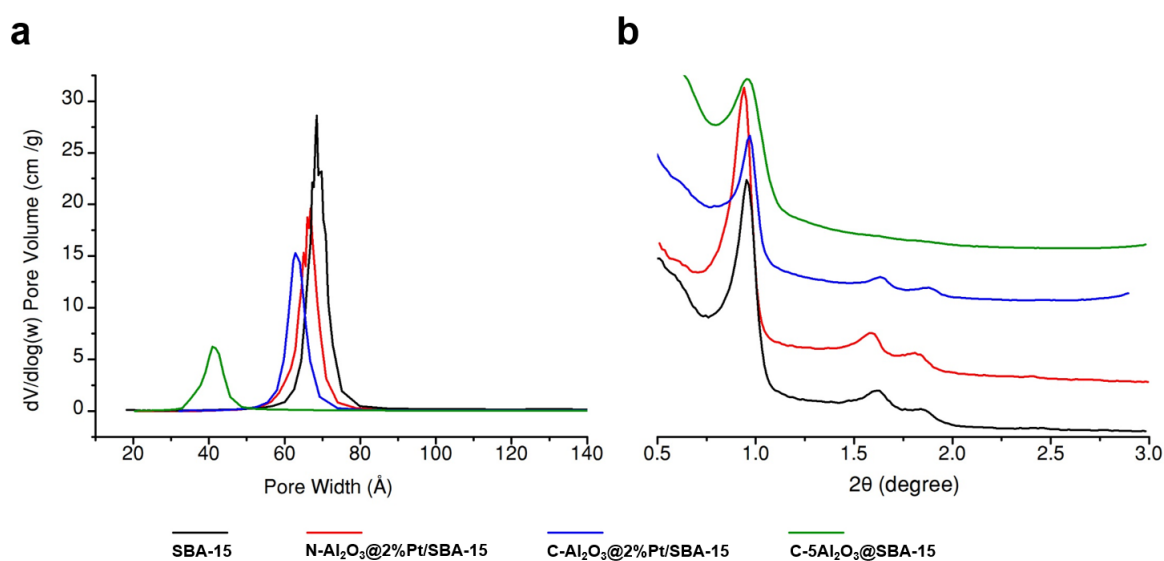 a
b
30
25
20
15
10
5
0
dV/dlog(w) Pore Volume (cm /g)
20 40 60 80 100 120 140
Pore Width (Å)
0.5 1.0 1.5 2.0 2.5 3.0
2θ (degree)
SBA-15
N-Al₂O₃@2%Pt/SBA-15
C-Al₂O₃@2%Pt/SBA-15
C-5Al₂O₃@SBA-15